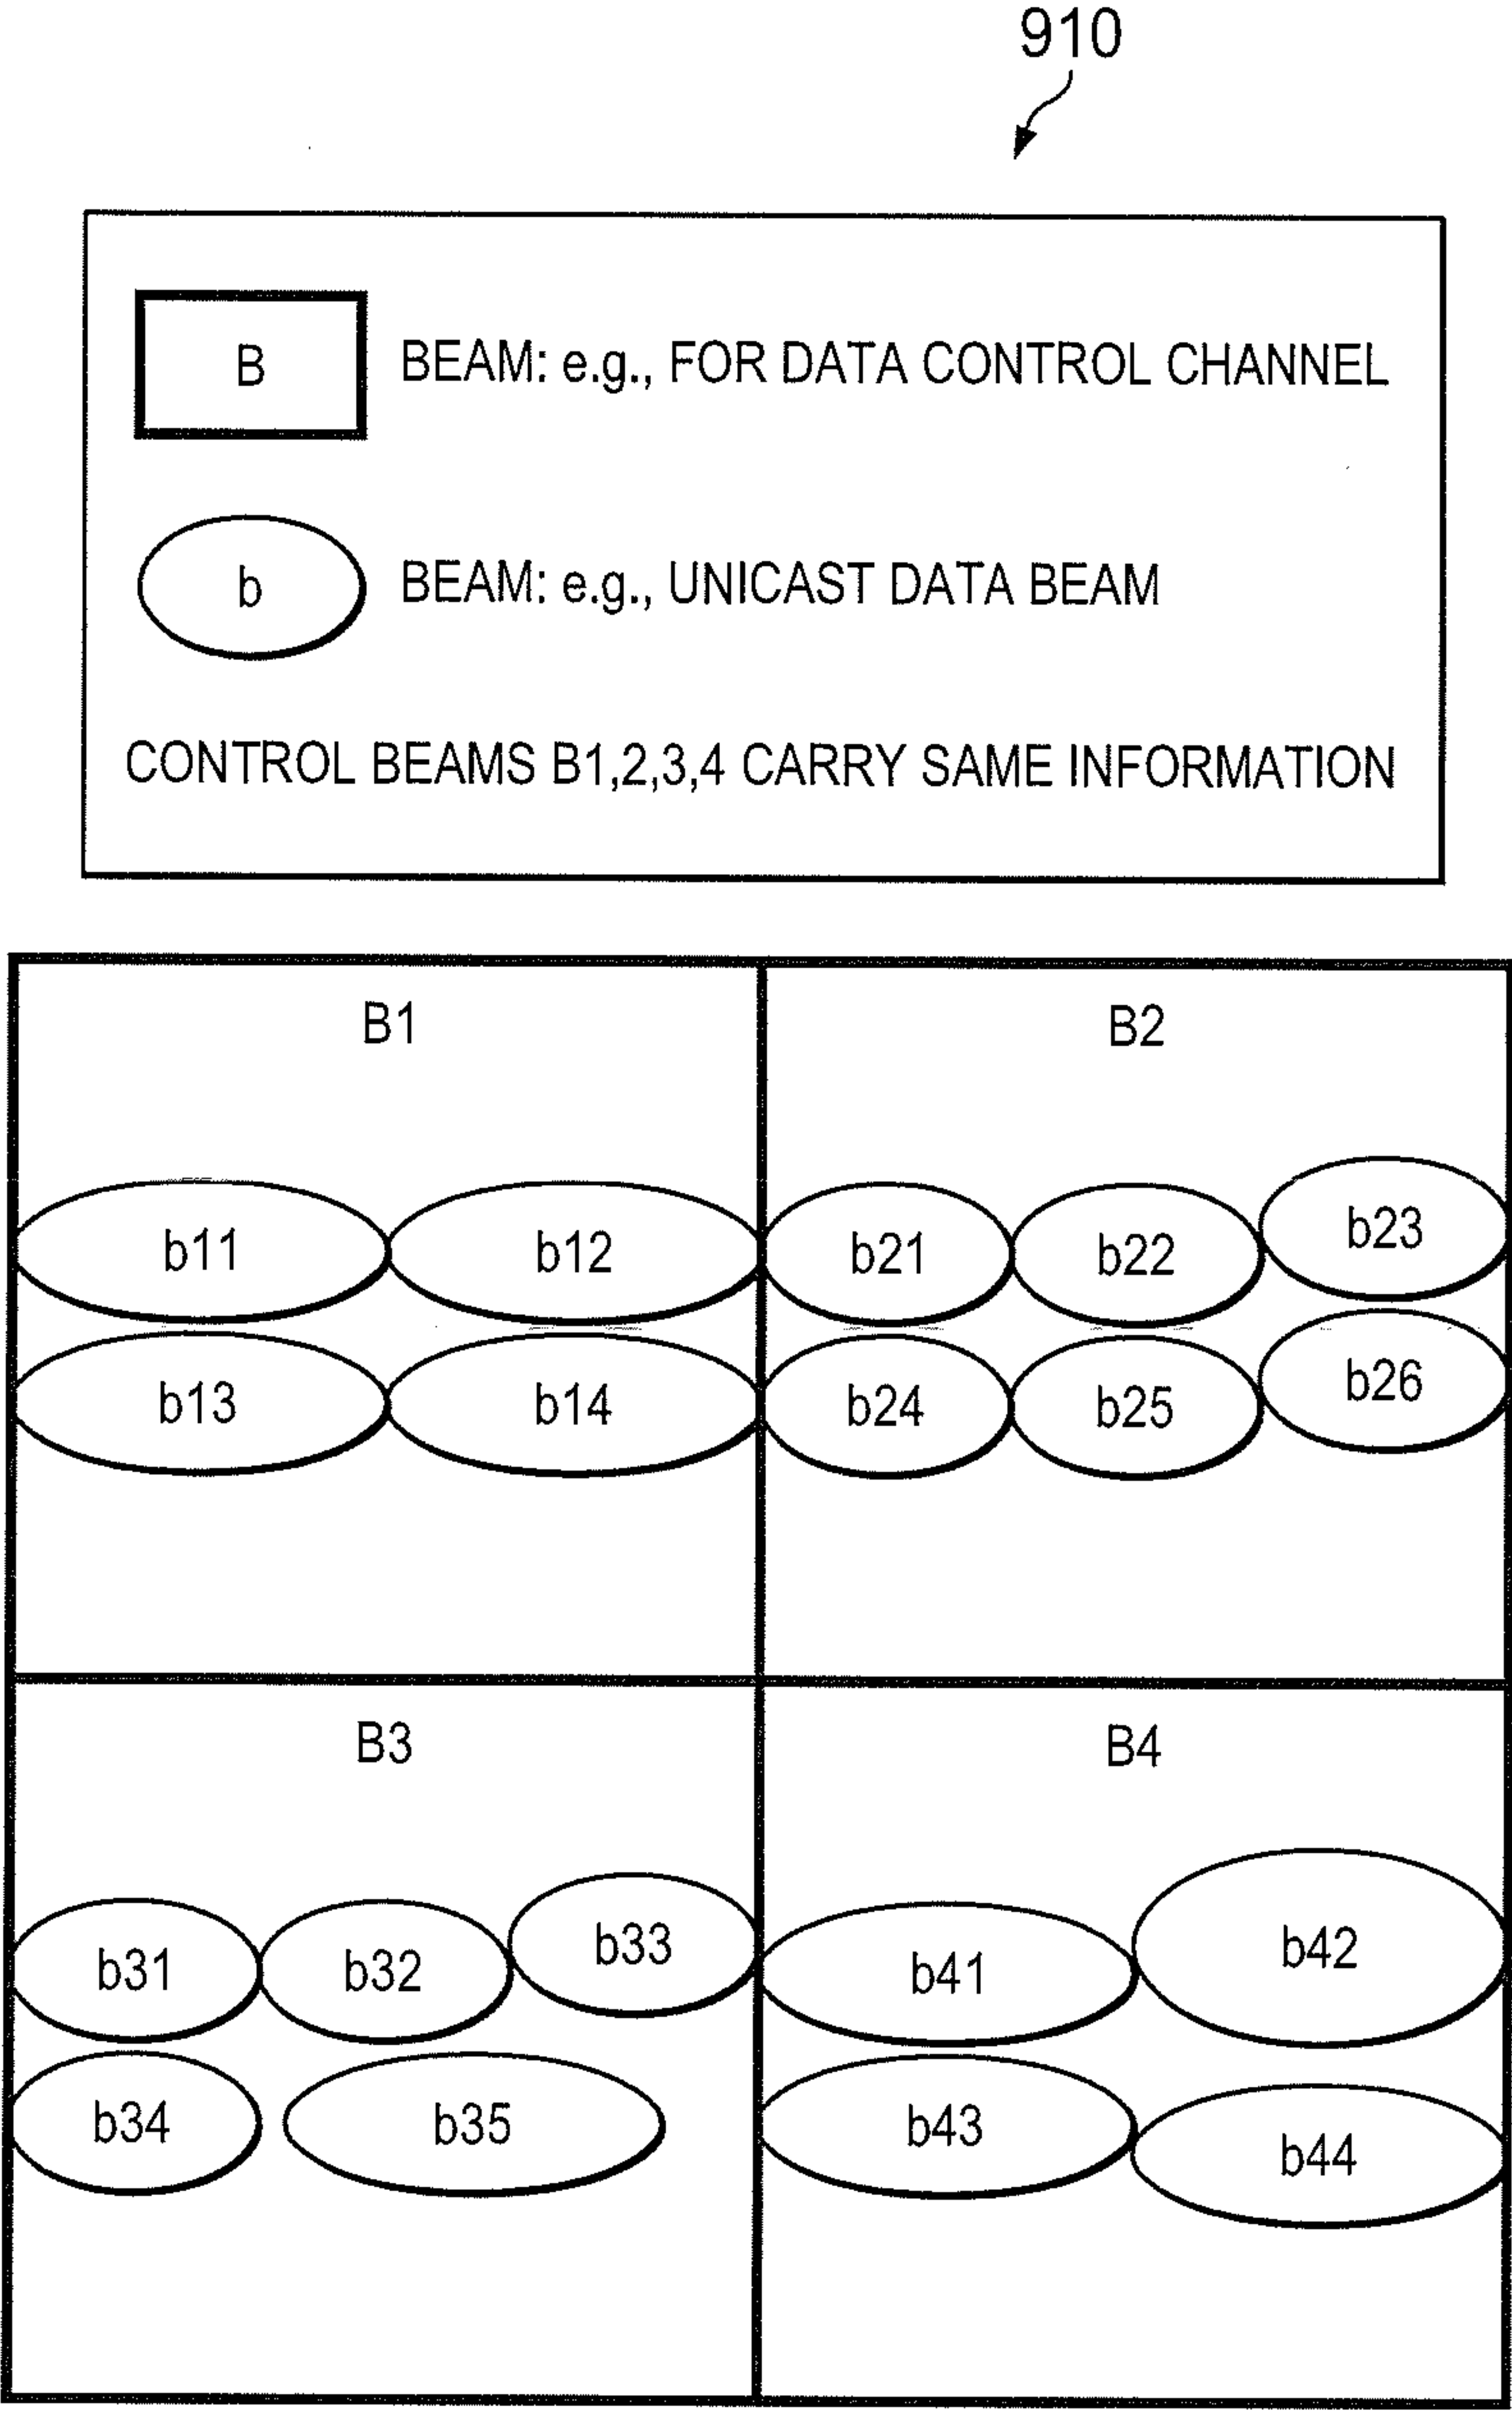 910
B BEAM: e.g., FOR DATA CONTROL CHANNEL
b BEAM: e.g., UNICAST DATA BEAM
CONTROL BEAMS B1,2,3,4 CARRY SAME INFORMATION
B1 B2
b11 b12 b21 b22 b23
b13 b14 b24 b25 b26
B3 B4
b31 b32 b33 b41 b42
b34 b35 b43 b44